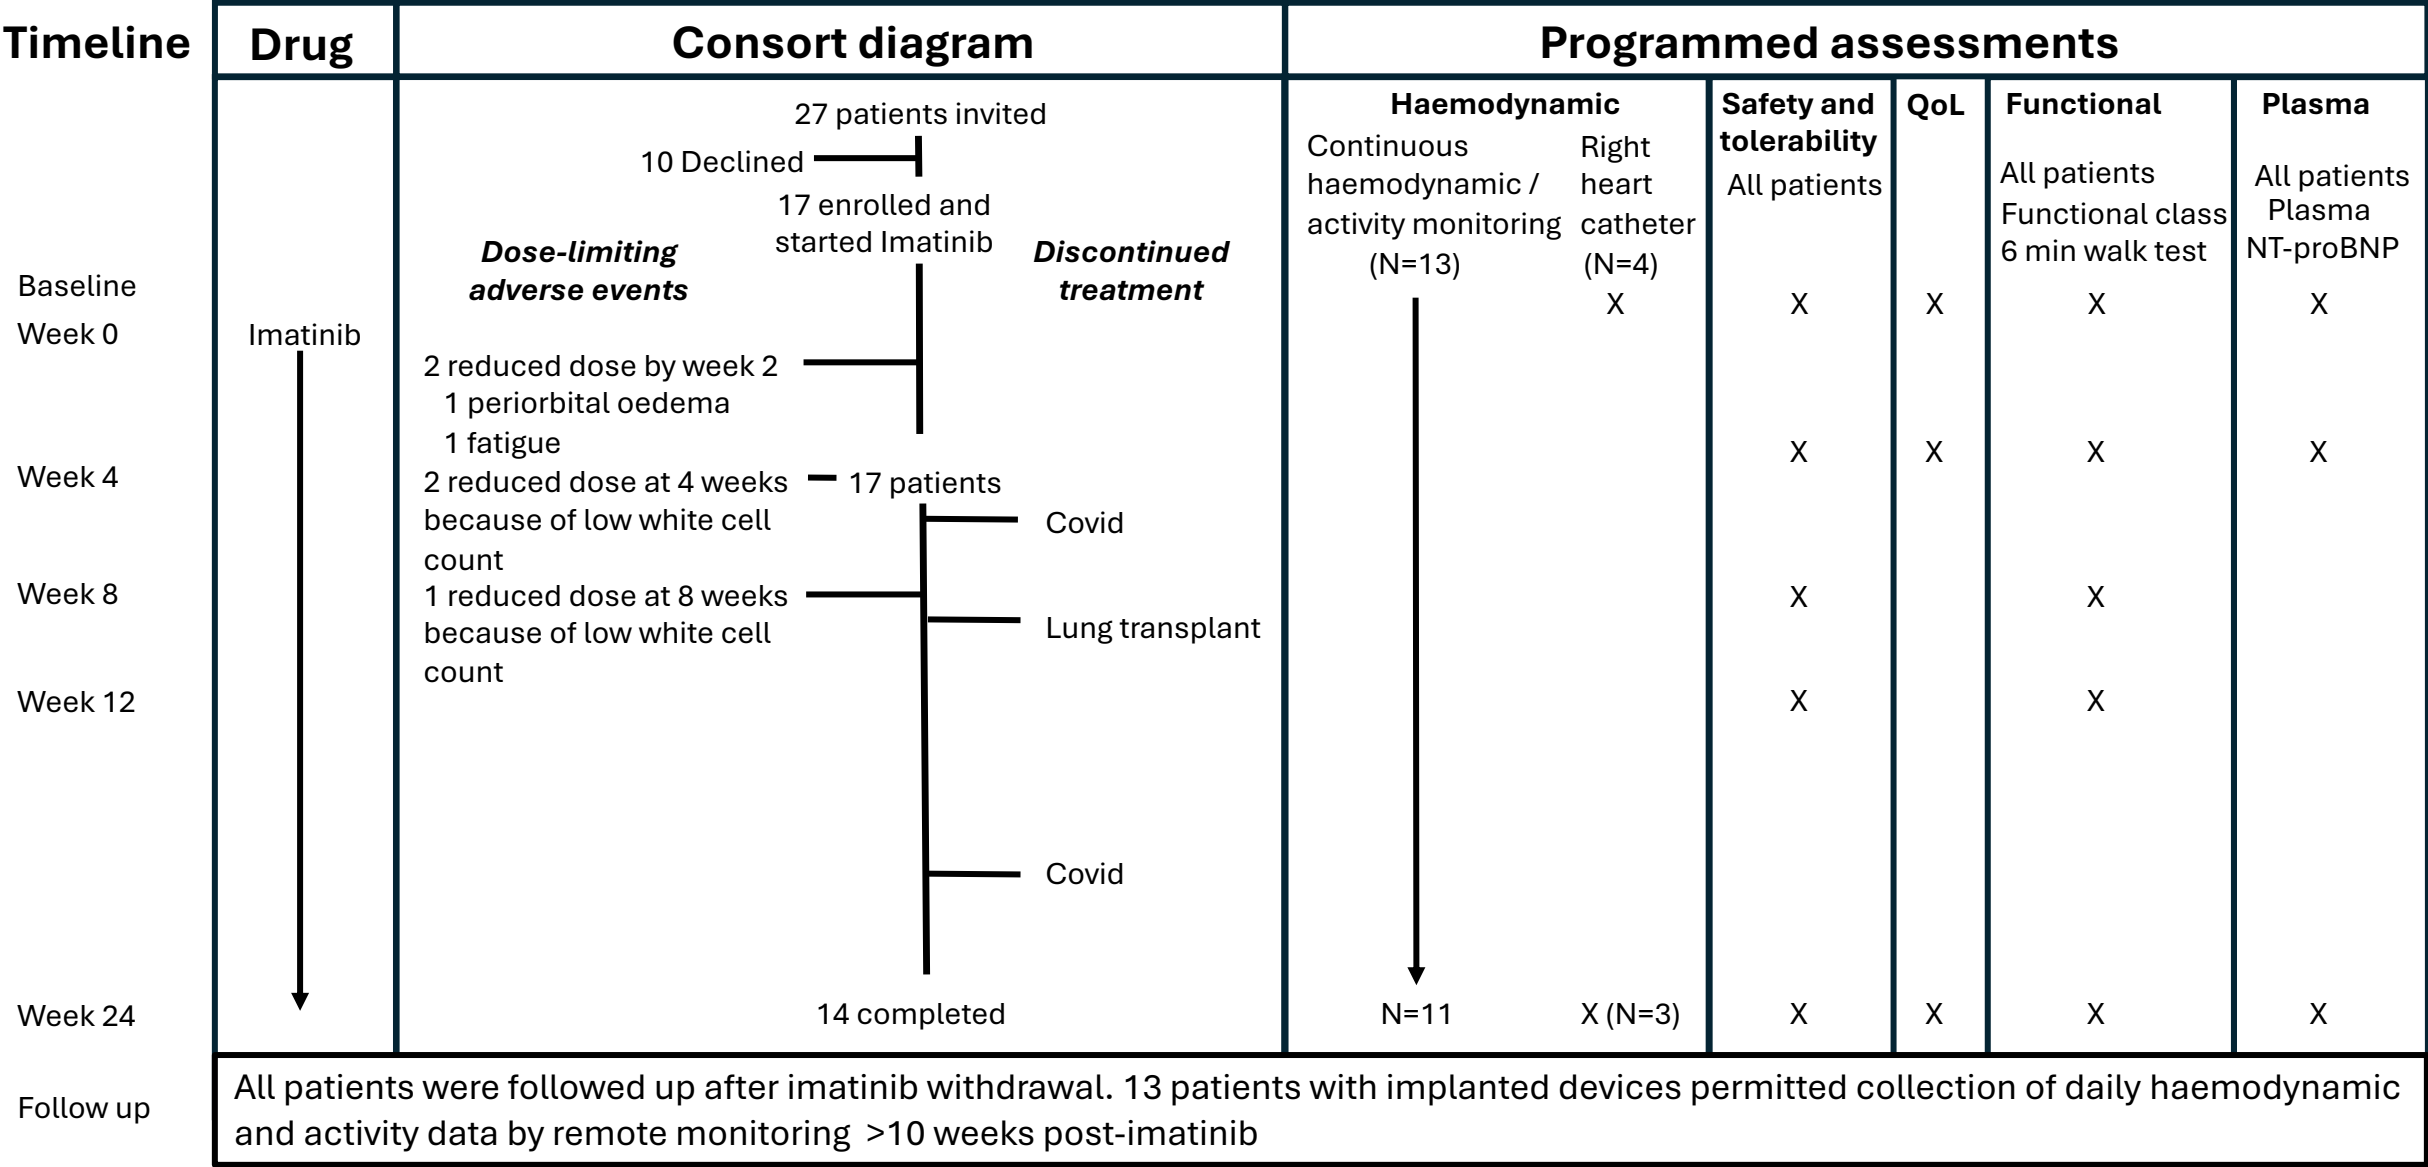 Timeline
Drug
Consort diagram
Programmed assessments
27 patients invited
10 Declined
17 enrolled and
started Imatinib
Dose-limiting
adverse events
Discontinued
treatment
Haemodynamic
Continuous
haemodynamic /
activity monitoring
(N=13)
Right
heart
catheter
(N=4)
Safety and
tolerability
All patients
QoL
Functional
All patients
Functional class
6 min walk test
Plasma
All patients
Plasma
NT-proBNP
Baseline
X X X X X
Week 0
Imatinib
2 reduced dose by week 2
1 periorbital oedema
1 fatigue
X X X X
Week 4
2 reduced dose at 4 weeks
because of low white cell
count
17 patients
Covid
Week 8
1 reduced dose at 8 weeks
because of low white cell
count
X X
Lung transplant
Week 12
X X
Covid
Week 24
14 completed
N=11
X (N=3)
X X X X
Follow up
All patients were followed up after imatinib withdrawal. 13 patients with implanted devices permitted collection of daily haemodynamic
and activity data by remote monitoring >10 weeks post-imatinib